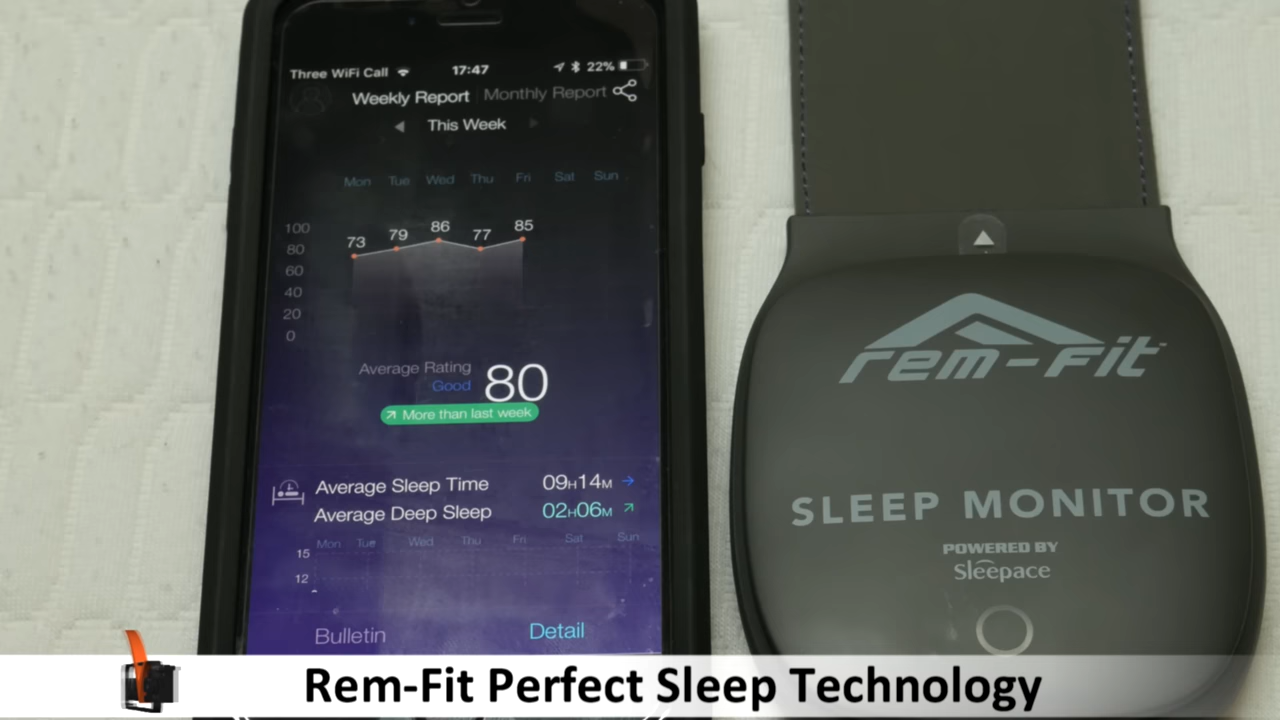 Three WiFi Call 17:47 22%
Weekly Report Monthly Report
This Week
Mon Tue Wed Thu Fri Sat Sun
100
80
60
40
20
0
73 79 86 77 85
Average Rating
Good
80
More than last week
Average Sleep Time 09H14M
Average Deep Sleep 02H06M
Mon Tue Wed Thu Fri Sat Sun
15
12
Bulletin Detail
rem-Fit
SLEEP MONITOR
POWERED BY
Sleepace
Rem-Fit Perfect Sleep Technology